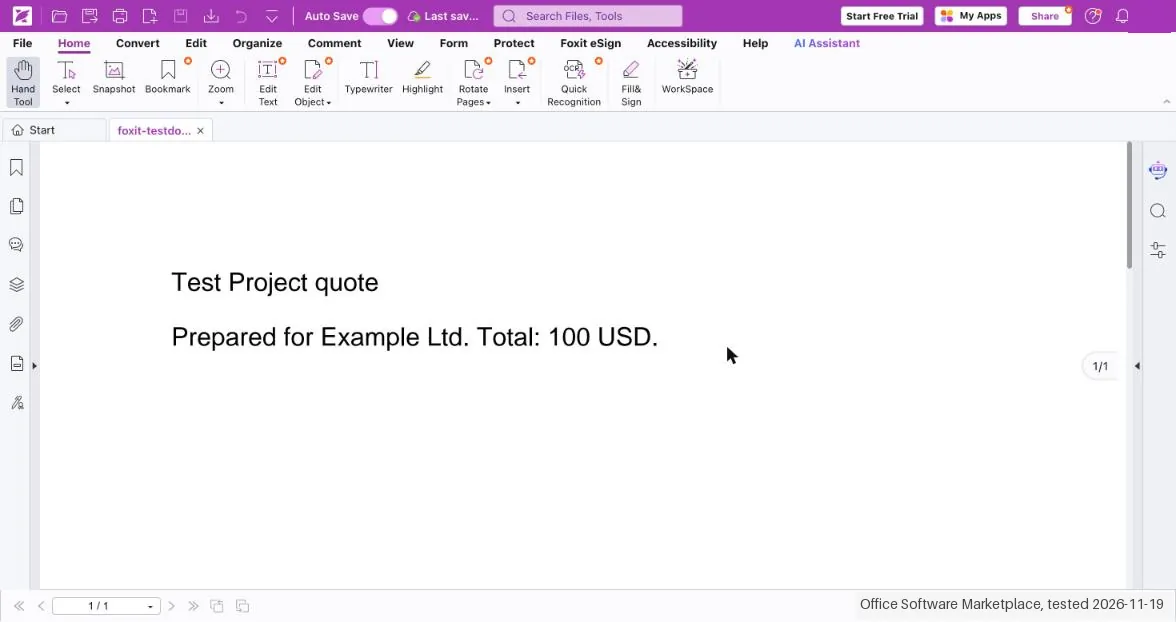 Auto Save
Last sav...
Search Files, Tools
Start Free Trial
My Apps
Share
File
Home
Convert
Edit
Organize
Comment
View
Form
Protect
Foxit eSign
Accessibility
Help
AI Assistant
Hand Tool
Select
Snapshot
Bookmark
Zoom
Edit Text
Edit Object
Typewriter
Highlight
Rotate Pages
Insert
OCR
Quick Recognition
Fill& Sign
WorkSpace
Start
foxit-testdo...
Test Project quote
Prepared for Example Ltd. Total: 100 USD.
1/1
1 / 1
Office Software Marketplace, tested 2026-11-19